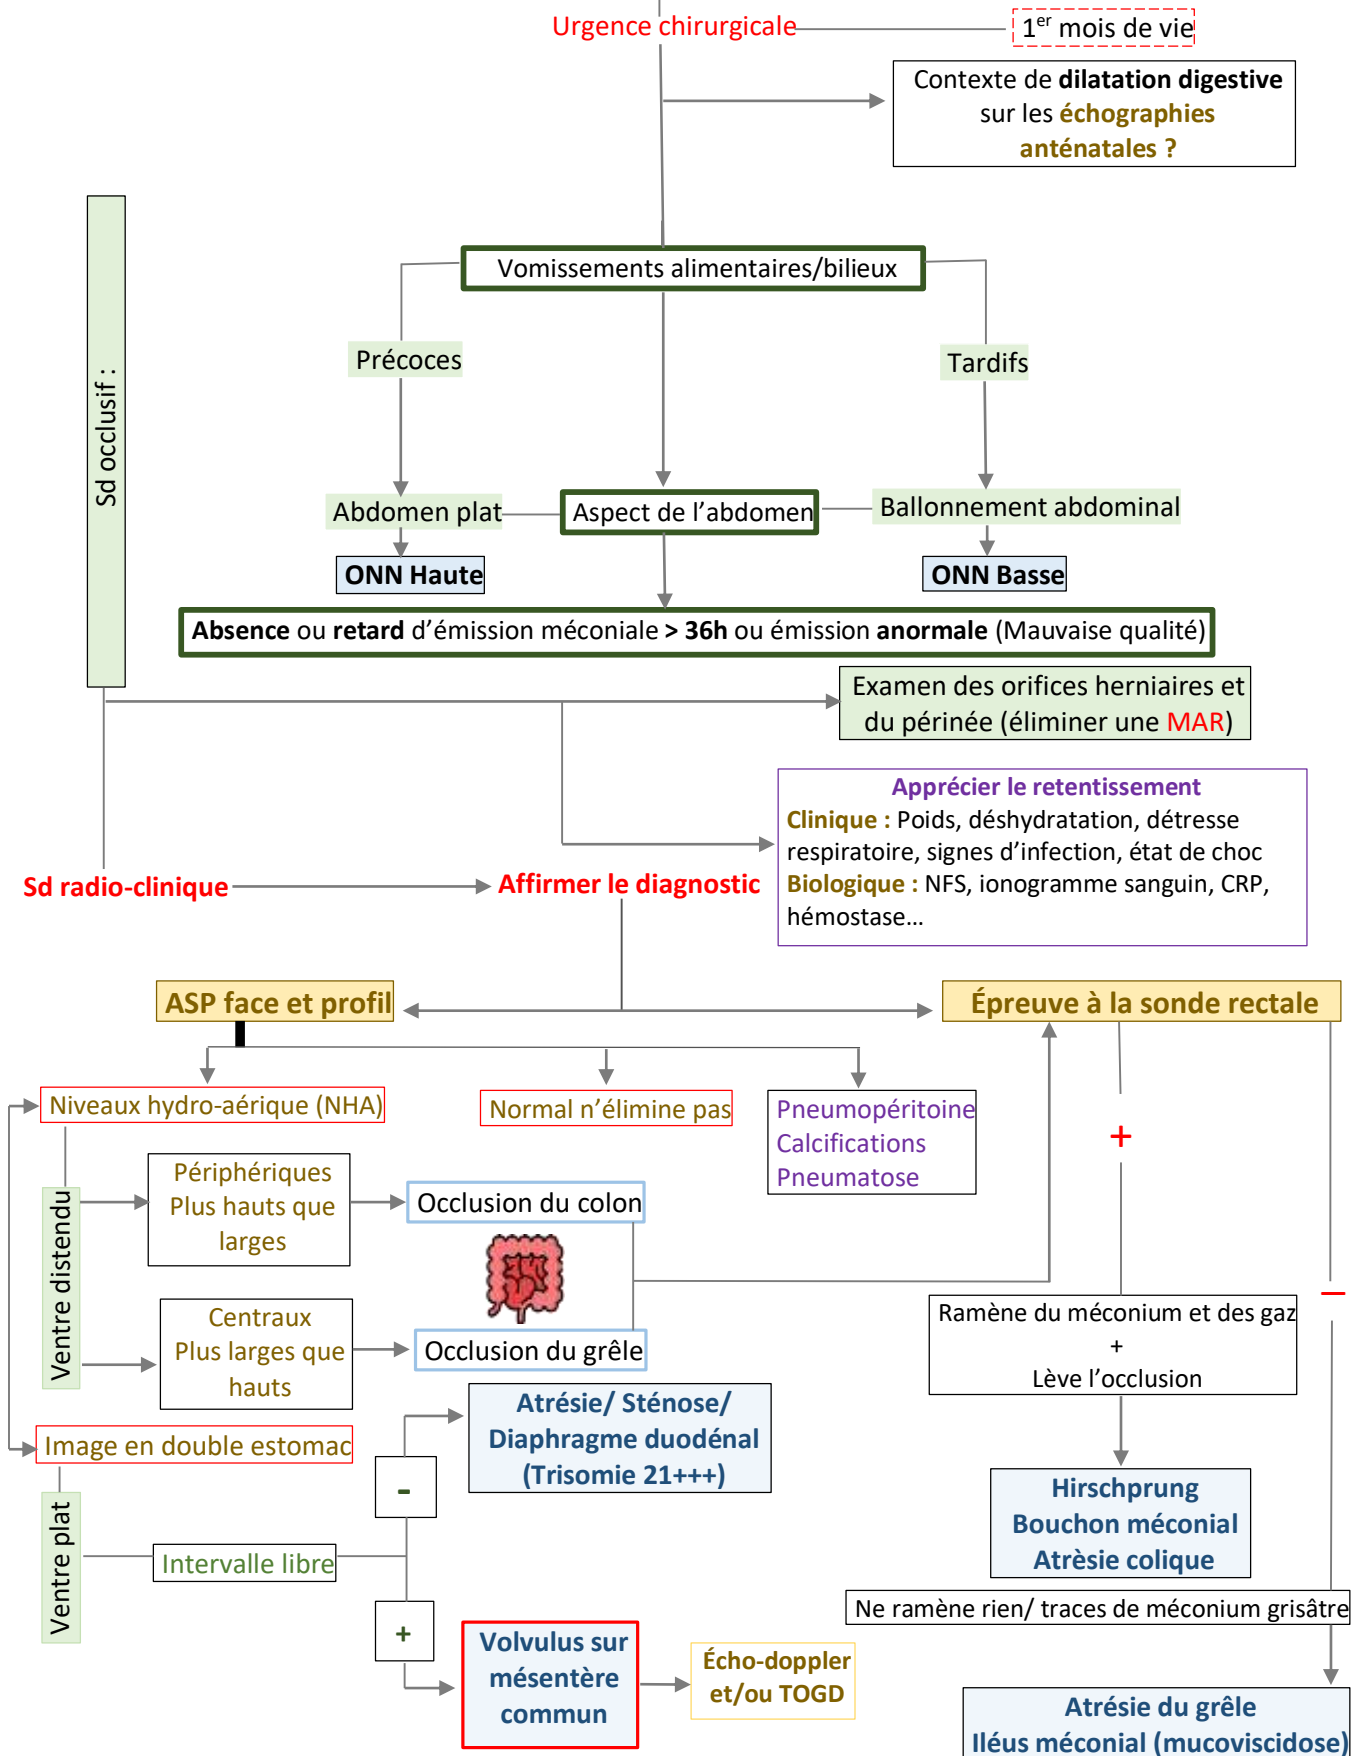 Urgence chirurgicale
1er mois de vie
Contexte de dilatation digestive
sur les échographies
anténatales ?
Sd occlusif :
Vomissements alimentaires/bilieux
Précoces
Tardifs
Abdomen plat
Aspect de l’abdomen
Ballonnement abdominal
ONN Haute
ONN Basse
Absence ou retard d’émission méconiale > 36h ou émission anormale (Mauvaise qualité)
Examen des orifices herniaires et
du périnée (éliminer une MAR)
Apprécier le retentissement
Clinique : Poids, déshydratation, détresse
respiratoire, signes d’infection, état de choc
Biologique : NFS, ionogramme sanguin, CRP,
hémostase…
Sd radio-clinique
Affirmer le diagnostic
ASP face et profil
Épreuve à la sonde rectale
Niveaux hydro-aérique (NHA)
Normal n’élimine pas
Pneumopéritoine
Calcifications
Pneumatose
+
Ventre distendu
Périphériques
Plus hauts que
larges
Occlusion du colon
Centraux
Plus larges que
hauts
Occlusion du grêle
–
Ramène du méconium et des gaz
+
Lève l’occlusion
Image en double estomac
Atrésie/ Sténose/
Diaphragme duodénal
(Trisomie 21+++)
-
Ventre plat
Intervalle libre
+
Hirschprung
Bouchon méconial
Atrèsie colique
Ne ramène rien/ traces de méconium grisâtre
Volvulus sur
mésentère
commun
Écho-doppler
et/ou TOGD
Atrésie du grêle
Iléus méconial (mucoviscidose)